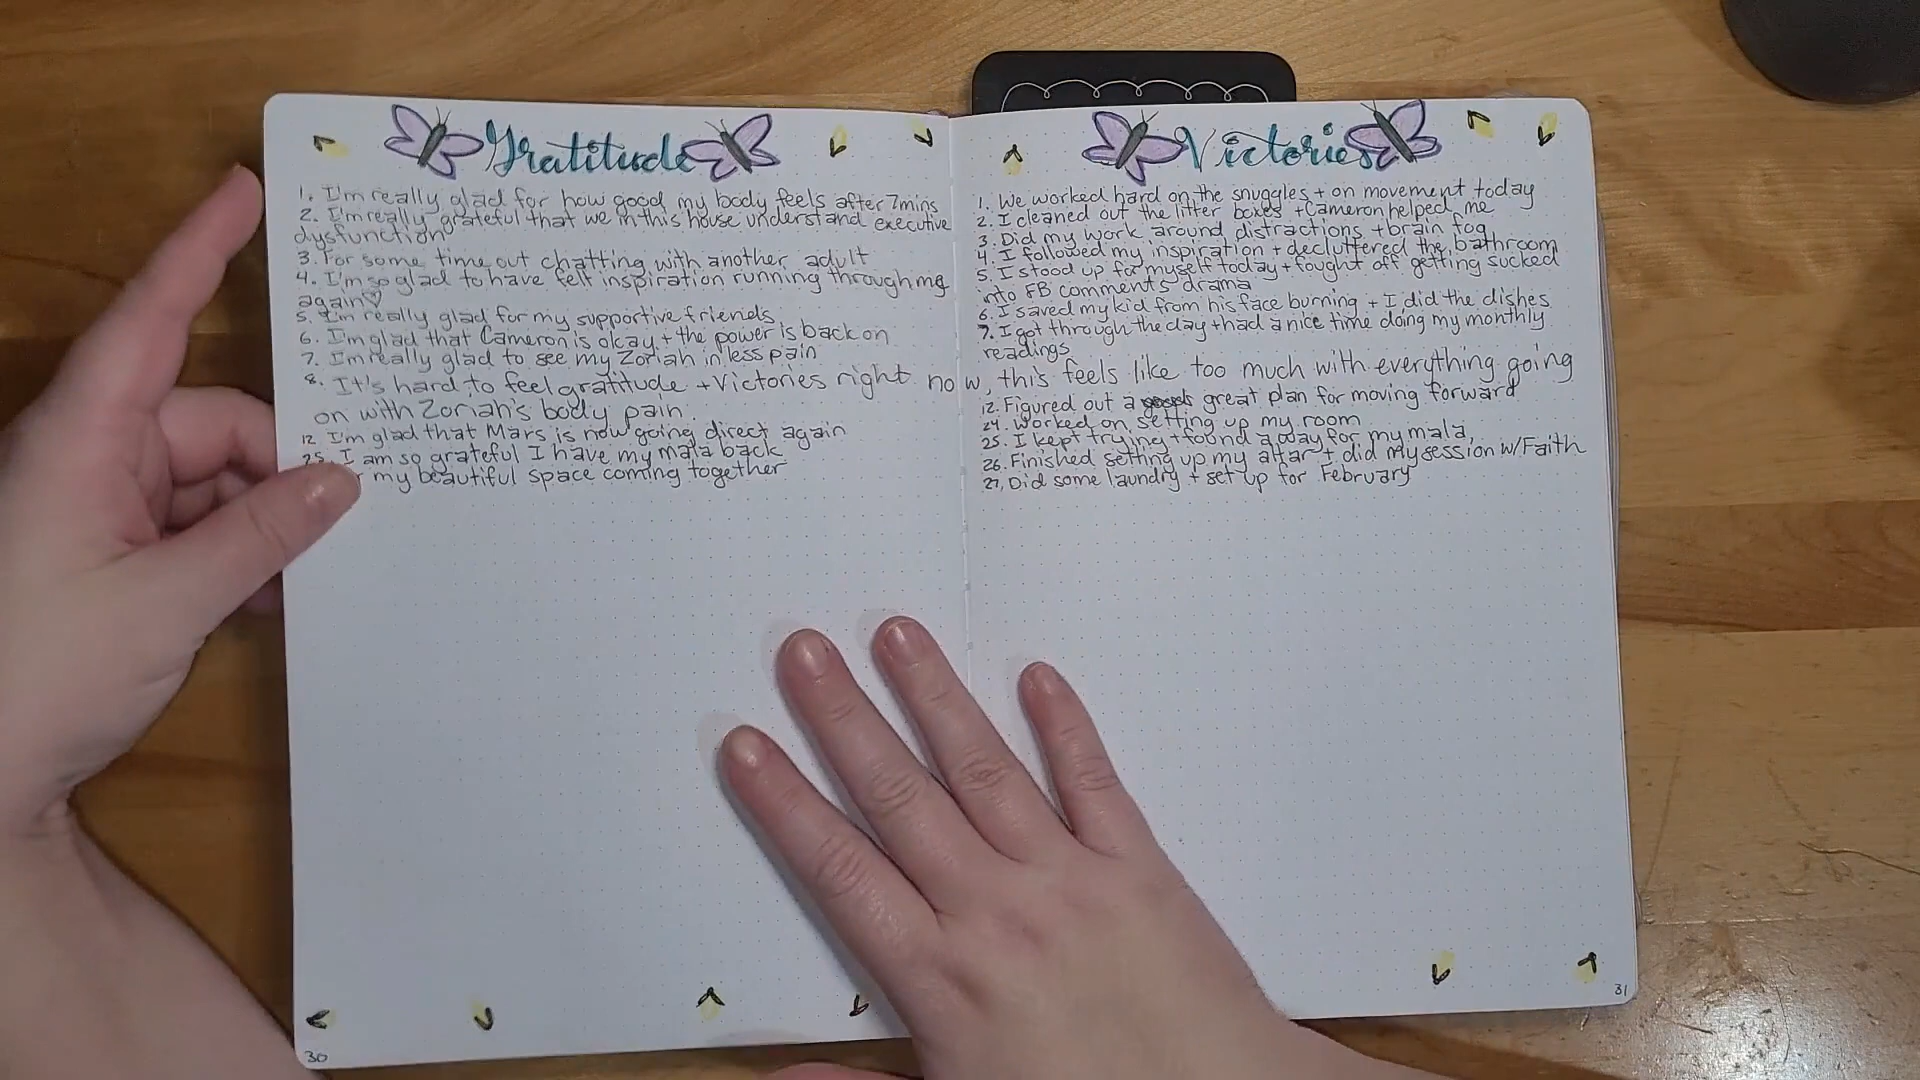 Gratitude
1. I'm really glad for how good my body feels after 7mins
2. I'm really grateful that we in this house understand executive
dysfunction
3. For some time out chatting with another adult
4. I'm so glad to have felt inspiration running through me
again♡
5. I'm really glad for my supportive friends
6. I'm glad that Cameron is okay + the power is back on
7. I'm really glad to see my Zoriah in less pain
8. It's hard to feel gratitude + Victories right now, this feels like too much with everything going
on with Zoriah's body pain.
12 I'm glad that Mars is now going direct again
25. I am so grateful I have my mala back
my beautiful space coming together
30
Victories
1. We worked hard on the snuggles + on movement today
2. I cleaned out the litter boxes + Cameron helped me
3. Did my work around distractions + brain fog
4. I followed my inspiration + decluttered the bathroom
5. I stood up for myself today + fought off getting sucked
into FB comments drama
6. I saved my kid from his face burning + I did the dishes
7. I got through the day + had a nice time doing my monthly
readings
12. Figured out a great plan for moving forward
24. Worked on setting up my room
25. I kept trying + found a way for my mala,
26. Finished setting up my altar + did my session w/Faith
27, Did some laundry + set up for February
31